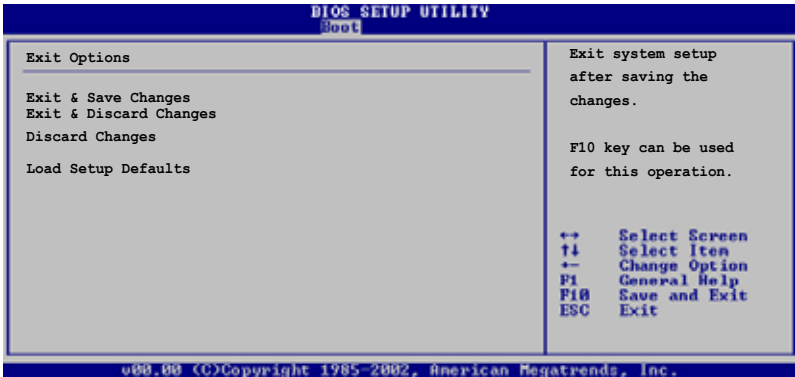 BIOS SETUP UTILITY
Boot
Exit Options
Exit & Save Changes
Exit & Discard Changes
Discard Changes
Load Setup Defaults
Exit system setup
after saving the
changes.
F10 key can be used
for this operation.
↔ Select Screen
↑↓ Select Item
+- Change Option
F1 General Help
F10 Save and Exit
ESC Exit
v00.00 (C)Copyright 1985-2002, American Megatrends, Inc.